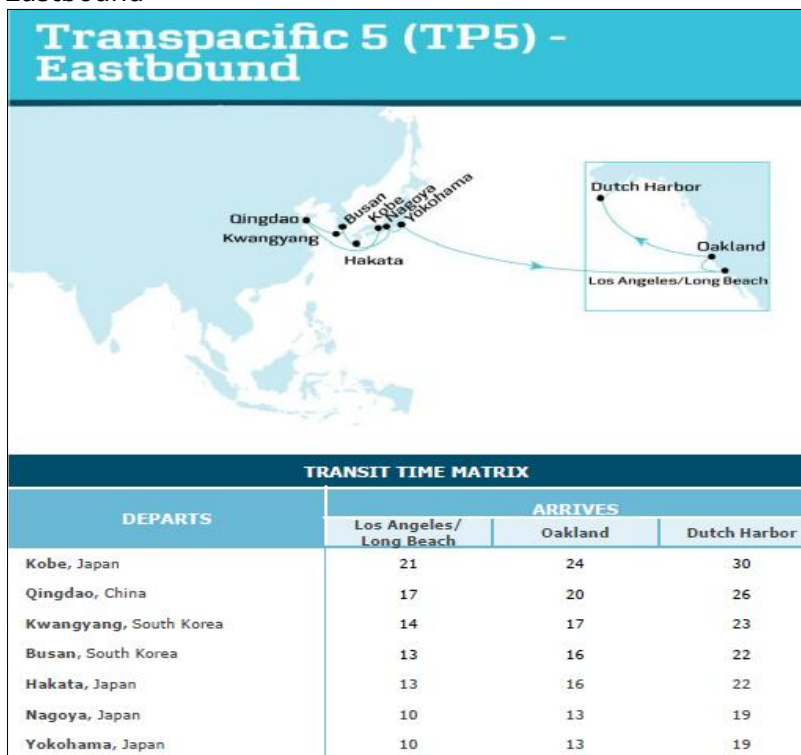 Eastbound
Transpacific 5 (TP5) -
Eastbound
Qingdao
Kwangyang
Busan
Hakata
Kobe
Nagoya
Yokohama
Dutch Harbor
Oakland
Los Angeles/Long Beach
TRANSIT TIME MATRIX
DEPARTS
ARRIVES
Los Angeles/
Long Beach
Oakland
Dutch Harbor
Kobe, Japan 21 24 30
Qingdao, China 17 20 26
Kwangyang, South Korea 14 17 23
Busan, South Korea 13 16 22
Hakata, Japan 13 16 22
Nagoya, Japan 10 13 19
Yokohama, Japan 10 13 19